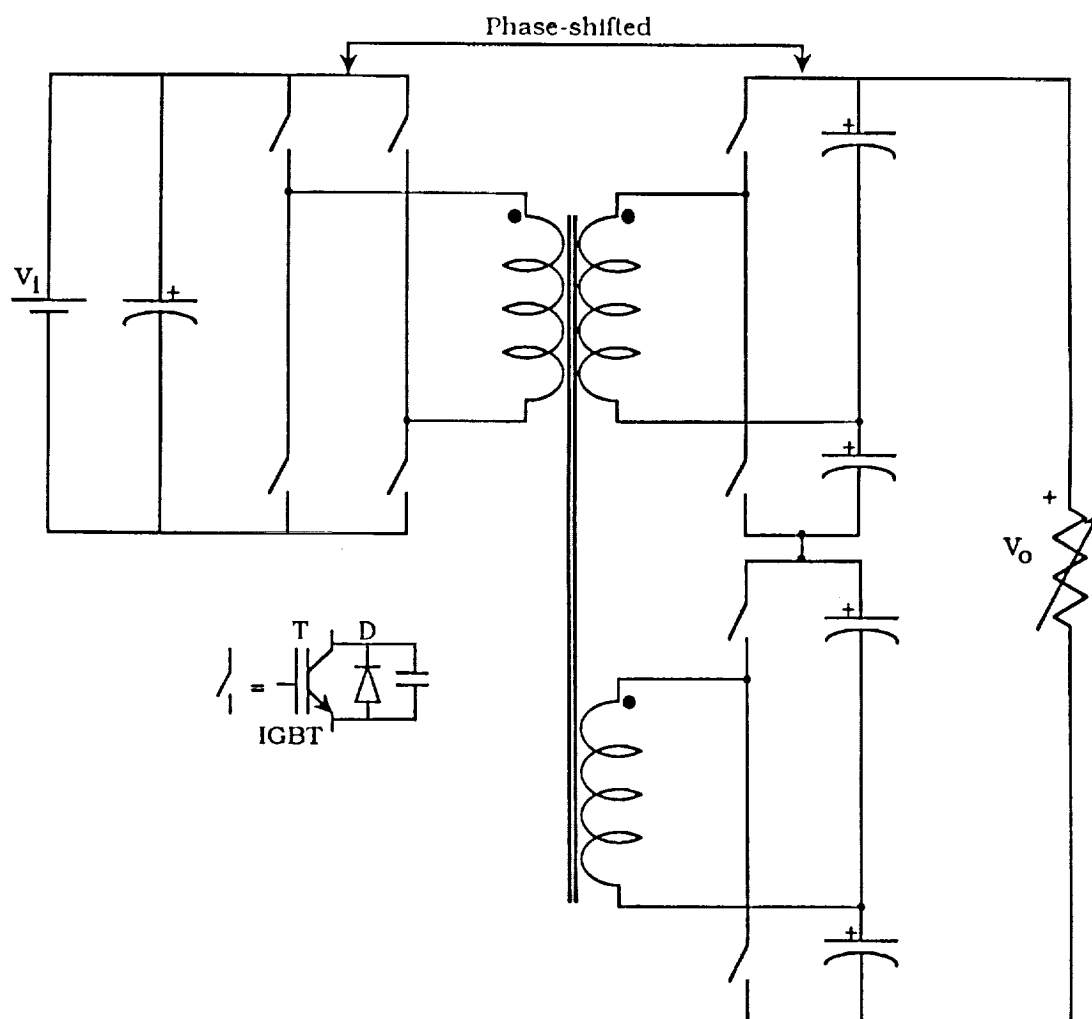 Phase-shifted
+
+
V1
+
+
+
Vo
T D
+
=
IGBT
+